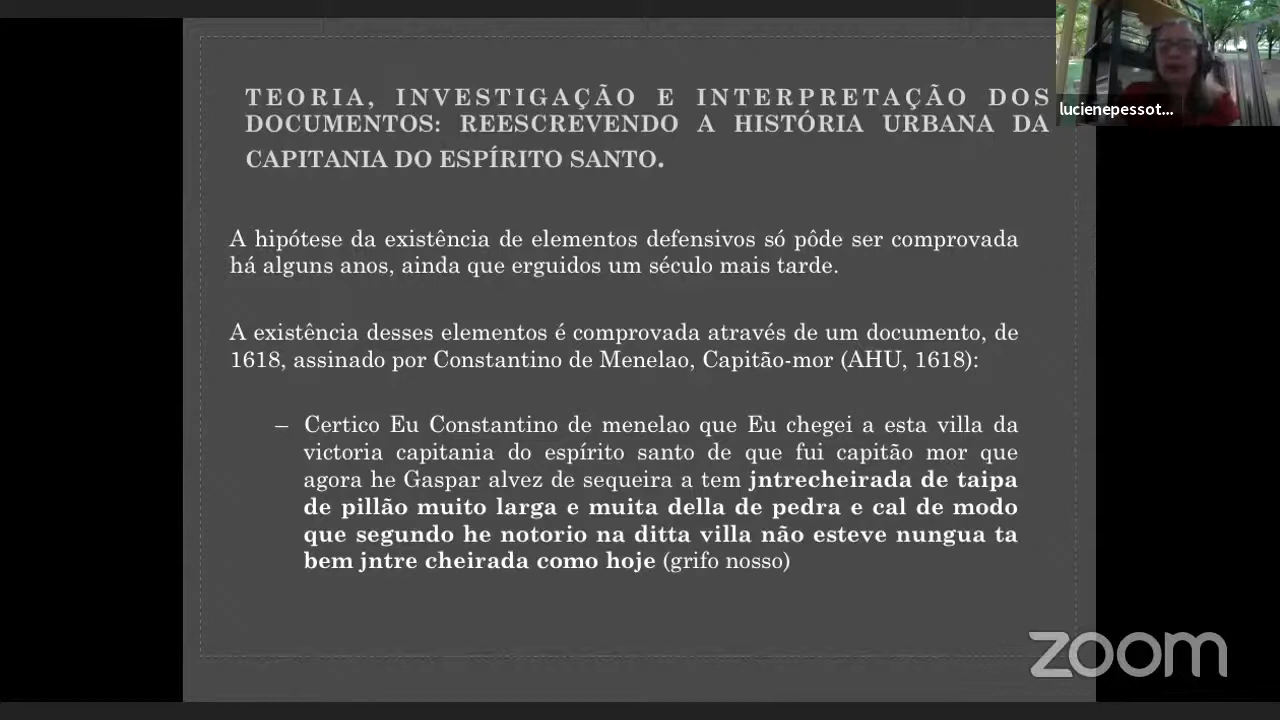 TEORIA, INVESTIGAÇÃO E INTERPRETAÇÃO DOS
DOCUMENTOS: REESCREVENDO A HISTÓRIA URBANA DA
CAPITANIA DO ESPÍRITO SANTO.
lucienepessot...
A hipótese da existência de elementos defensivos só pôde ser comprovada
há alguns anos, ainda que erguidos um século mais tarde.
A existência desses elementos é comprovada através de um documento, de
1618, assinado por Constantino de Menelao, Capitão-mor (AHU, 1618):
– Certico Eu Constantino de menelao que Eu chegei a esta villa da
victoria capitania do espírito santo de que fui capitão mor que
agora he Gaspar alvez de sequeira a tem jntrecheirada de taipa
de pillão muito larga e muita della de pedra e cal de modo
que segundo he notorio na ditta villa não esteve nungua ta
bem jntre cheirada como hoje (grifo nosso)
zoom